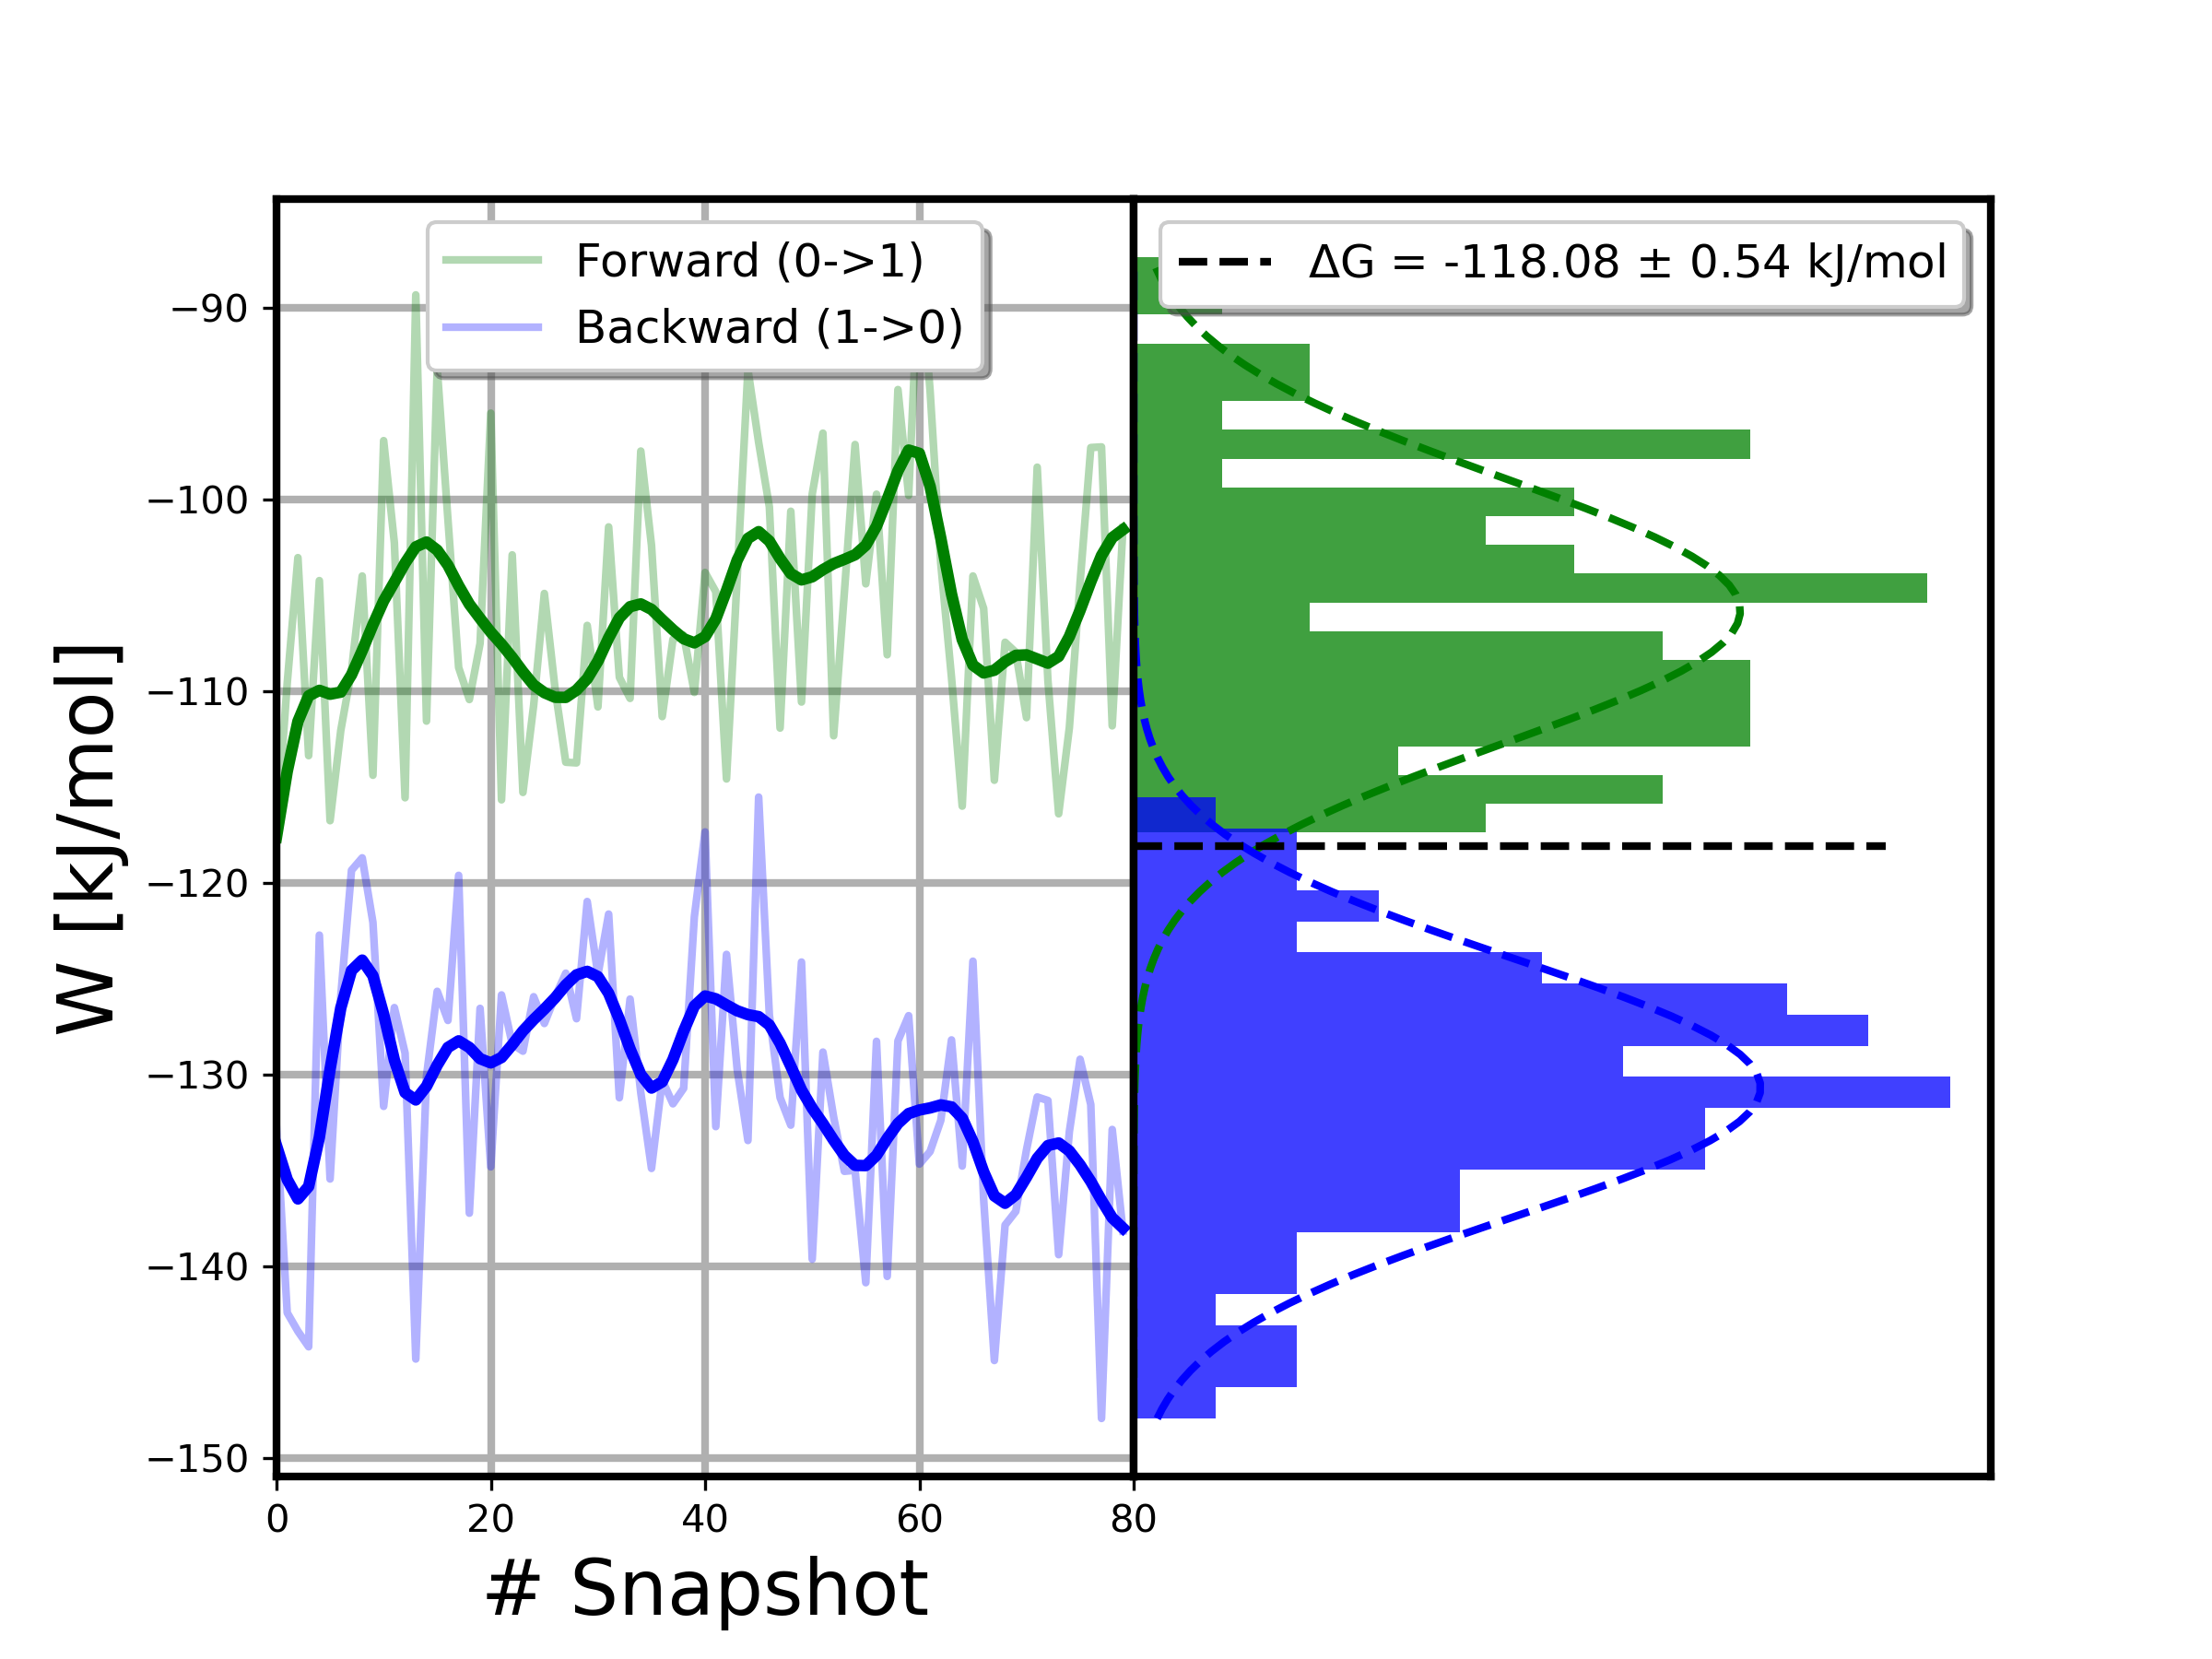 Forward (0->1)
Backward (1->0)
ΔG = -118.08 ± 0.54 kJ/mol
W [kJ/mol]
−90
−100
−110
−120
−130
−140
−150
0 20 40 60 80
# Snapshot